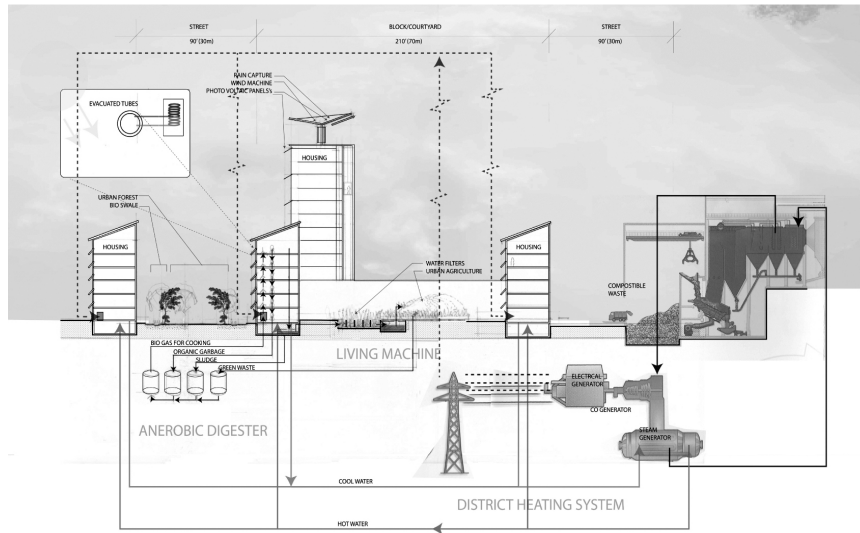 STREET
BLOCK/COURTYARD
STREET
90' (30m)
210' (70m)
90' (30m)
RAIN CAPTURE
WIND MACHINE
PHOTO VOLTAIC PANELS's
EVACUATED TUBES
HOUSING
URBAN FOREST
BIO SWALE
HOUSING
HOUSING
WATER FILTERS
URBAN AGRICULTURE
COMPOSTIBLE
WASTE
BIO GAS FOR COOKING
ORGANIC GARBAGE
SLUDGE
GREEN WASTE
LIVING MACHINE
ELECTRCAL
GENERATOR
CO GENERATOR
STEAM
GENERATOR
ANEROBIC DIGESTER
COOL WATER
DISTRICT HEATING SYSTEM
HOT WATER